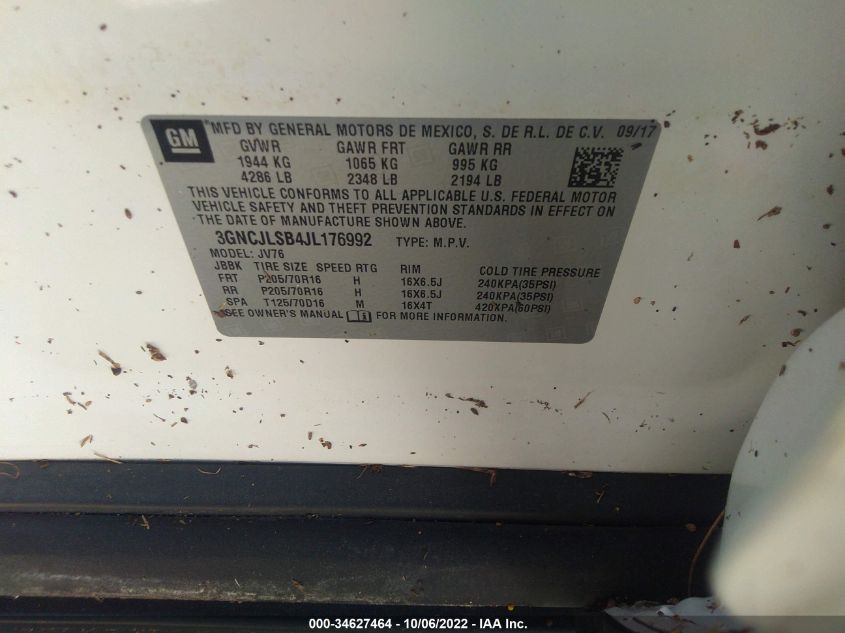 GM
MFD BY GENERAL MOTORS DE MEXICO, S. DE R.L. DE C.V. 09/17
GVWR GAWR FRT GAWR RR
1944 KG 1065 KG 995 KG
4286 LB 2348 LB 2194 LB
THIS VEHICLE CONFORMS TO ALL APPLICABLE U.S. FEDERAL MOTOR
VEHICLE SAFETY AND THEFT PREVENTION STANDARDS IN EFFECT ON
THE DATE OF MANUFACTURE SHOWN ABOVE.
3GNCJLSB4JL176992 TYPE: M.P.V.
MODEL: JV76
JBBK TIRE SIZE SPEED RTG RIM COLD TIRE PRESSURE
FRT P205/70R16 H 16X6.5J 240KPA(35PSI)
RR P205/70R16 H 16X6.5J 240KPA(35PSI)
SPA T125/70D16 M 16X4T 420KPA(60PSI)
SEE OWNER'S MANUAL FOR MORE INFORMATION.
000-34627464 - 10/06/2022 - IAA Inc.